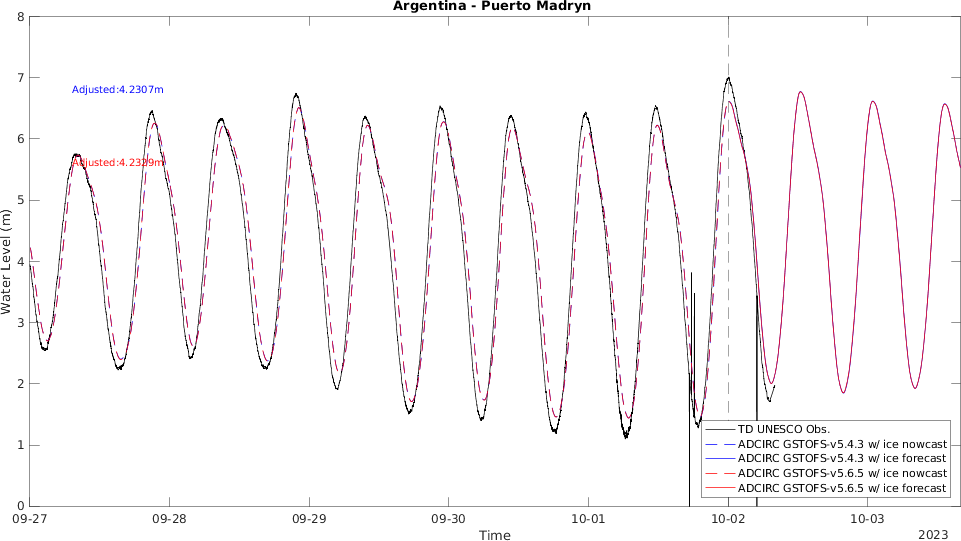 Argentina - Puerto Madryn
8
7
6
5
4
3
2
1
0
Water Level (m)
Adjusted:4.2307m
Adjusted:4.2329m
TD UNESCO Obs.
ADCIRC GSTOFS-v5.4.3 w/ ice nowcast
ADCIRC GSTOFS-v5.4.3 w/ ice forecast
ADCIRC GSTOFS-v5.6.5 w/ ice nowcast
ADCIRC GSTOFS-v5.6.5 w/ ice forecast
09-27 09-28 09-29 09-30 10-01 10-02 10-03
Time
2023